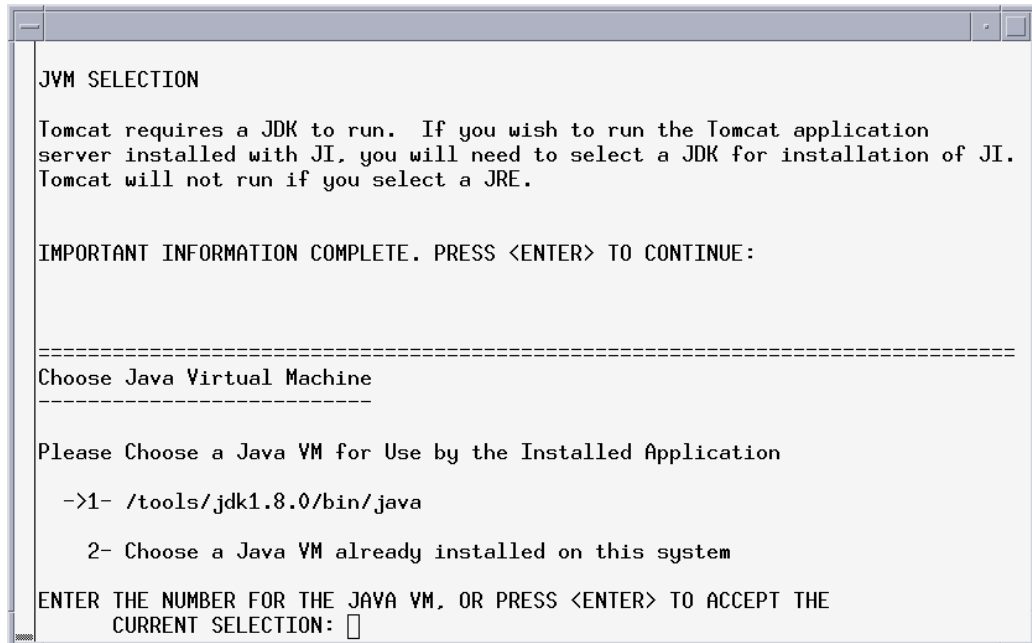 JVM SELECTION
Tomcat requires a JDK to run.  If you wish to run the Tomcat application
server installed with JI, you will need to select a JDK for installation of JI.
Tomcat will not run if you select a JRE.
IMPORTANT INFORMATION COMPLETE. PRESS <ENTER> TO CONTINUE:
===============================================================================
Choose Java Virtual Machine
---------------------------
Please Choose a Java VM for Use by the Installed Application
->1- /tools/jdk1.8.0/bin/java
2- Choose a Java VM already installed on this system
ENTER THE NUMBER FOR THE JAVA VM, OR PRESS <ENTER> TO ACCEPT THE
CURRENT SELECTION: